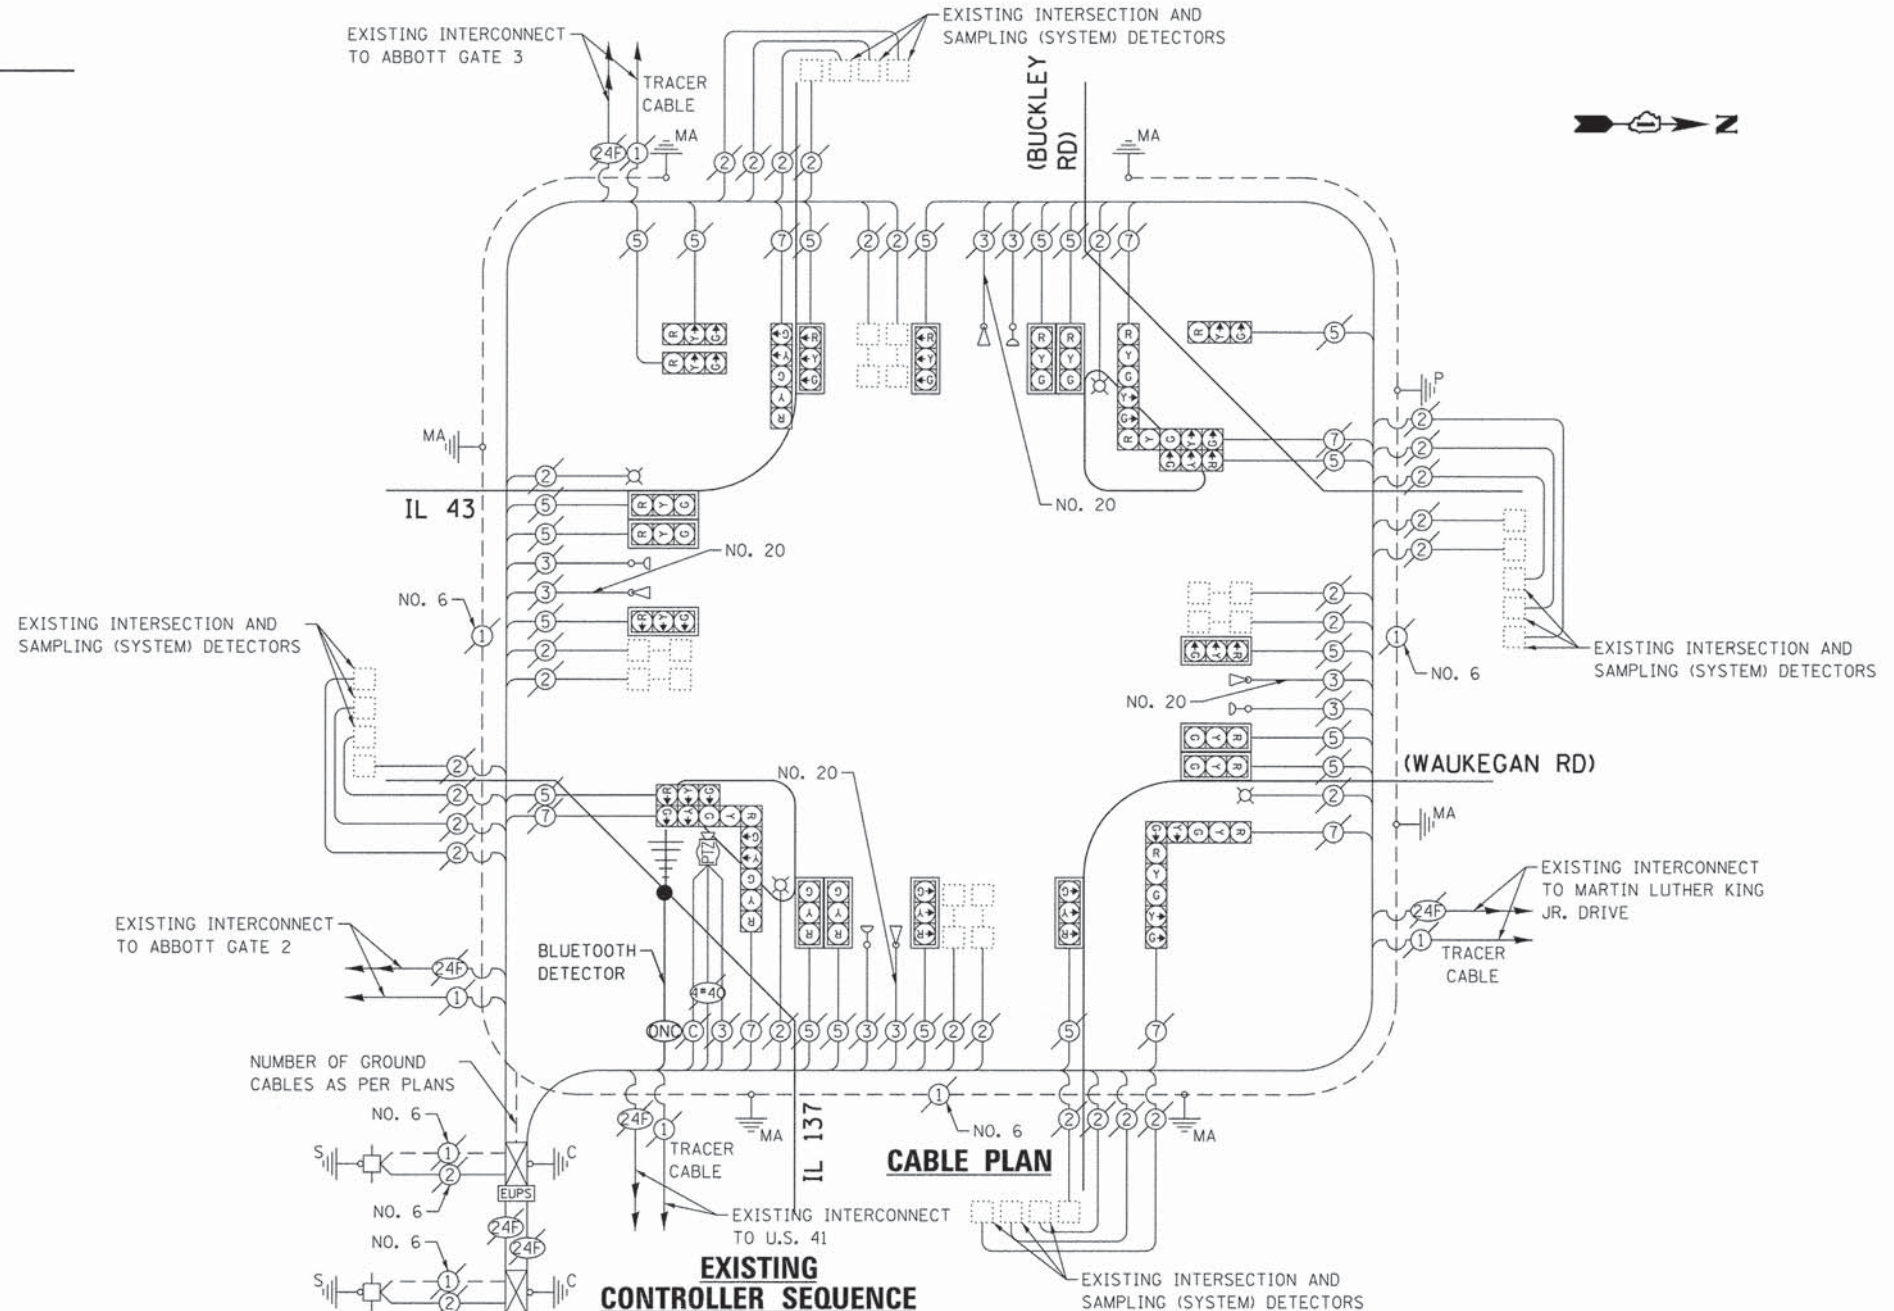 EXISTING INTERCONNECT
TO ABBOTT GATE 3
TRACER
CABLE
EXISTING INTERSECTION AND
SAMPLING (SYSTEM) DETECTORS
(BUCKLEY
RD)
N
MA
MA
24F 1
2 2 2 2
5 5 7 5 2 2 5 3 3 5 5 2 7
R Y G
R Y G
G Y G Y R
R Y G
R Y G
R Y G
R Y G
R Y G Y G
R Y G
5
P
R Y G Y G
7
G Y R
5
2
2
2
2
2
NO. 20
MA
2
IL 43
5
R Y G
5
R Y G
3
NO. 20
3
NO. 6
1
5
R Y G
2
2
EXISTING INTERSECTION AND
SAMPLING (SYSTEM) DETECTORS
2
2
G Y R
5
1
NO. 6
EXISTING INTERSECTION AND
SAMPLING (SYSTEM) DETECTORS
NO. 20
3
3
G Y R
5
G Y R
5
(WAUKEGAN RD)
2
MA
G Y G Y R
7
R Y G Y G
2
2
2
2
5
7
R Y G
G Y G Y R
G Y G Y R
PTZ
NO. 20
G Y R
G Y R
G Y R
G Y R
EXISTING INTERCONNECT
TO MARTIN LUTHER KING
JR. DRIVE
24F
1
TRACER
CABLE
EXISTING INTERCONNECT
TO ABBOTT GATE 2
24F
1
BLUETOOTH
DETECTOR
4#40
ONC C 3 7 2 5 5 3 3 5 2 2 5 7
NUMBER OF GROUND
CABLES AS PER PLANS
24F
1
TRACER
CABLE
MA
IL 137
1
NO. 6
2 2 2 2
MA
CABLE PLAN
NO. 6
S
1
2
C
NO. 6
EUPS
24F
24F
NO. 6
S
1
2
C
EXISTING INTERCONNECT
TO U.S. 41
EXISTING
CONTROLLER SEQUENCE
EXISTING INTERSECTION AND
SAMPLING (SYSTEM) DETECTORS